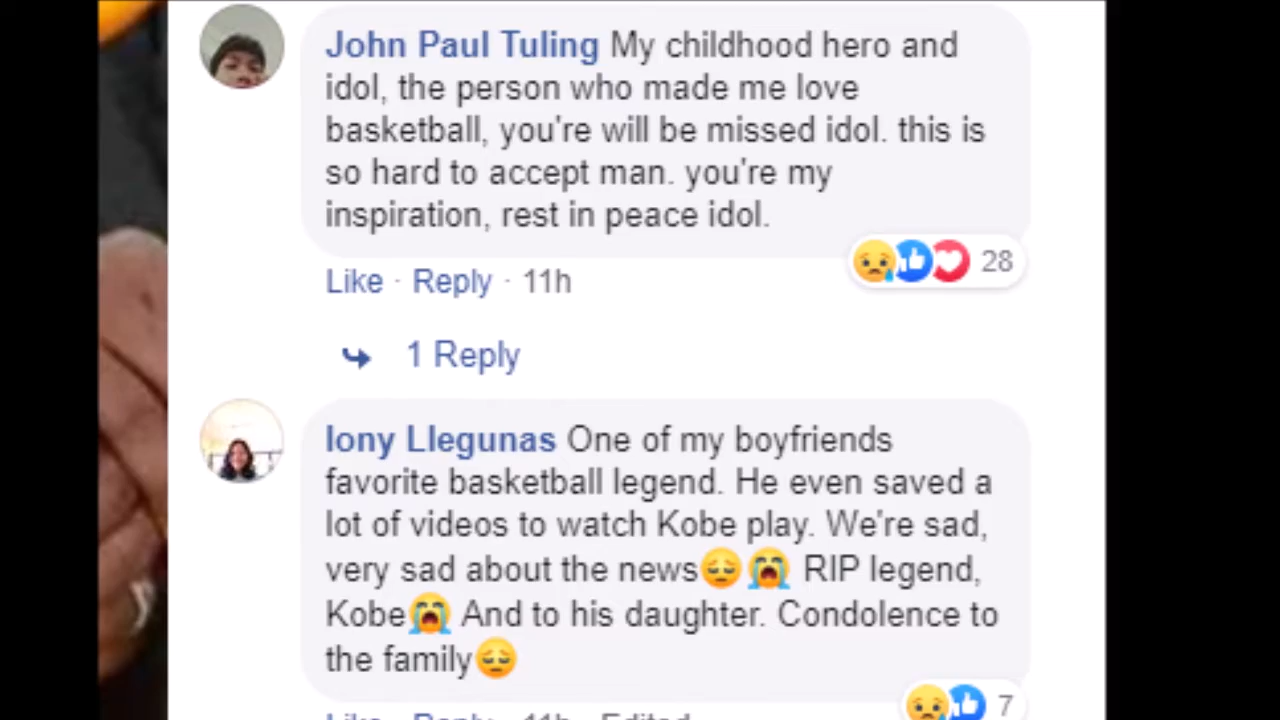 John Paul Tuling My childhood hero and
idol, the person who made me love
basketball, you're will be missed idol. this is
so hard to accept man. you're my
inspiration, rest in peace idol.
28
Like · Reply · 11h
1 Reply
Iony Llegunas One of my boyfriends
favorite basketball legend. He even saved a
lot of videos to watch Kobe play. We're sad,
very sad about the news😔😭 RIP legend,
Kobe😭 And to his daughter. Condolence to
the family😔
7
Like · Reply · 11h · Edited